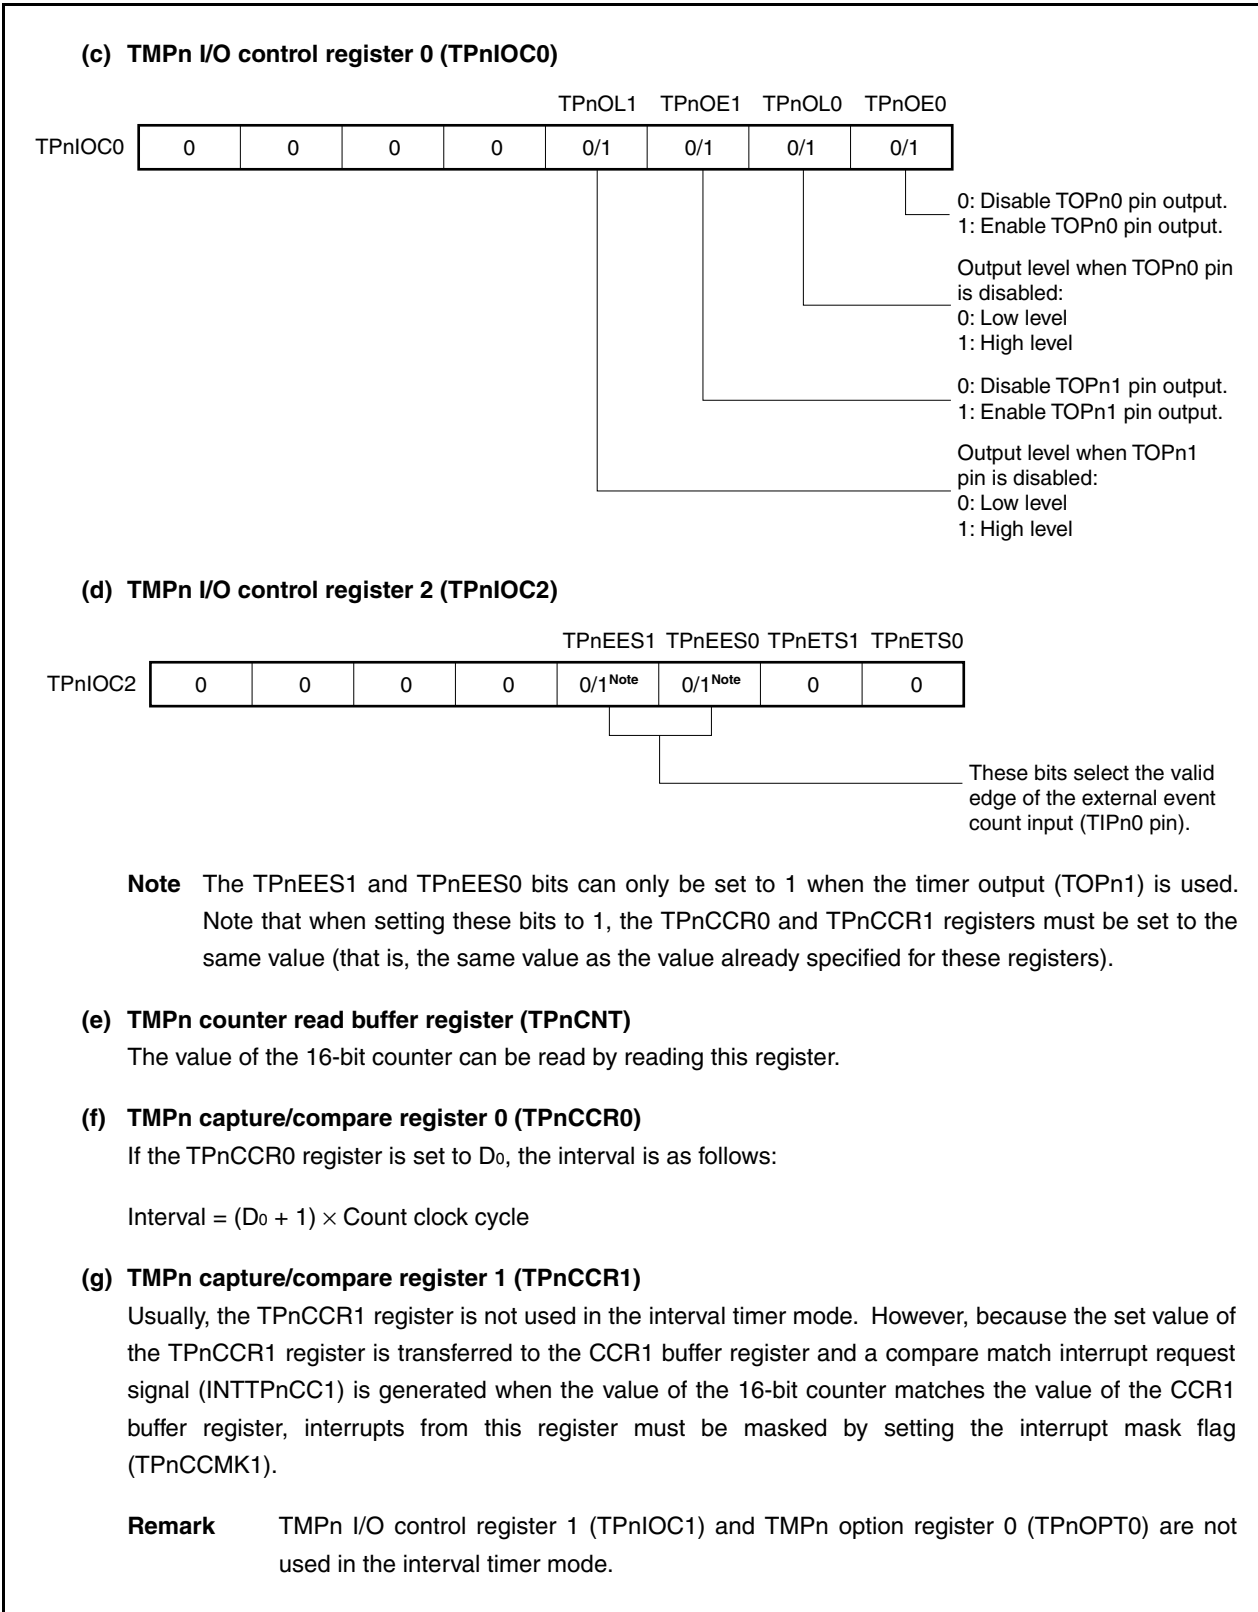 (c) TMPn I/O control register 0 (TPnIOC0)
TPnOL1 TPnOE1 TPnOL0 TPnOE0
TPnIOC0 0 0 0 0 0/1 0/1 0/1 0/1
0: Disable TOPn0 pin output.
1: Enable TOPn0 pin output.
Output level when TOPn0 pin
is disabled:
0: Low level
1: High level
0: Disable TOPn1 pin output.
1: Enable TOPn1 pin output.
Output level when TOPn1
pin is disabled:
0: Low level
1: High level
(d) TMPn I/O control register 2 (TPnIOC2)
TPnEES1 TPnEES0 TPnETS1 TPnETS0
TPnIOC2 0 0 0 0 0/1Note 0/1Note 0 0
These bits select the valid
edge of the external event
count input (TIPn0 pin).
Note The TPnEES1 and TPnEES0 bits can only be set to 1 when the timer output (TOPn1) is used.
Note that when setting these bits to 1, the TPnCCR0 and TPnCCR1 registers must be set to the
same value (that is, the same value as the value already specified for these registers).
(e) TMPn counter read buffer register (TPnCNT)
The value of the 16-bit counter can be read by reading this register.
(f) TMPn capture/compare register 0 (TPnCCR0)
If the TPnCCR0 register is set to D0, the interval is as follows:
Interval = (D0 + 1) × Count clock cycle
(g) TMPn capture/compare register 1 (TPnCCR1)
Usually, the TPnCCR1 register is not used in the interval timer mode. However, because the set value of
the TPnCCR1 register is transferred to the CCR1 buffer register and a compare match interrupt request
signal (INTTPnCC1) is generated when the value of the 16-bit counter matches the value of the CCR1
buffer register, interrupts from this register must be masked by setting the interrupt mask flag
(TPnCCMK1).
Remark TMPn I/O control register 1 (TPnIOC1) and TMPn option register 0 (TPnOPT0) are not
used in the interval timer mode.